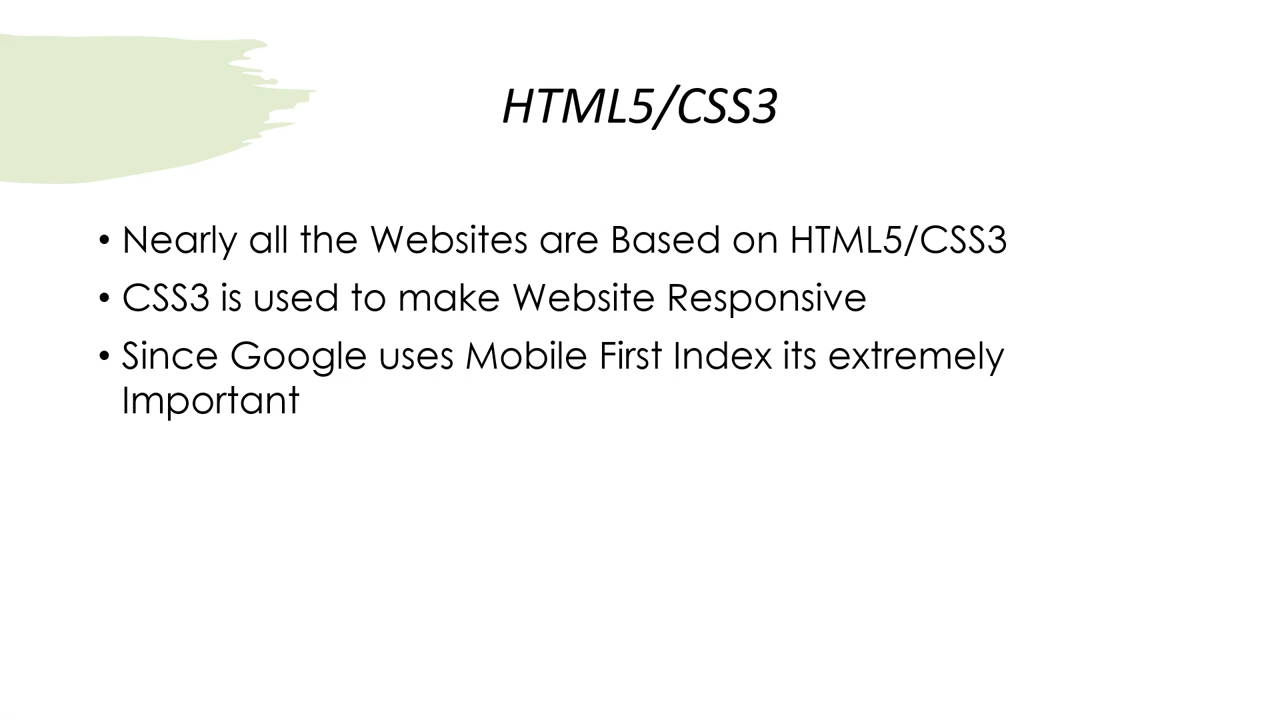 HTML5/CSS3
• Nearly all the Websites are Based on HTML5/CSS3
• CSS3 is used to make Website Responsive
• Since Google uses Mobile First Index its extremely
Important